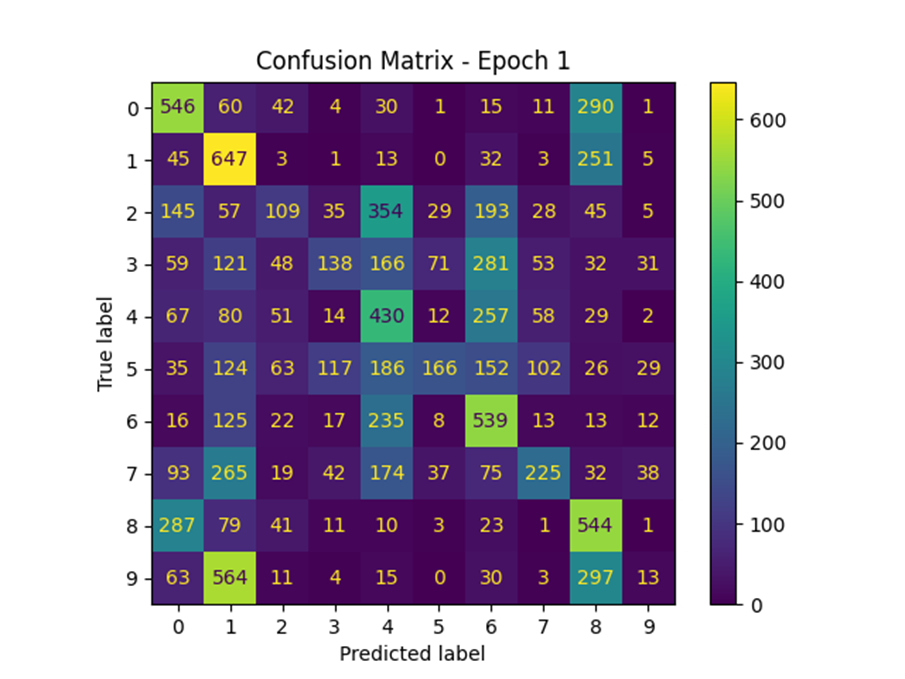 Confusion Matrix - Epoch 1
0 546 60 42 4 30 1 15 11 290 1
1 45 647 3 1 13 0 32 3 251 5
2 145 57 109 35 354 29 193 28 45 5
3 59 121 48 138 166 71 281 53 32 31
4 67 80 51 14 430 12 257 58 29 2
5 35 124 63 117 186 166 152 102 26 29
6 16 125 22 17 235 8 539 13 13 12
7 93 265 19 42 174 37 75 225 32 38
8 287 79 41 11 10 3 23 1 544 1
9 63 564 11 4 15 0 30 3 297 13
0 1 2 3 4 5 6 7 8 9
Predicted label
True label
600
500
400
300
200
100
0